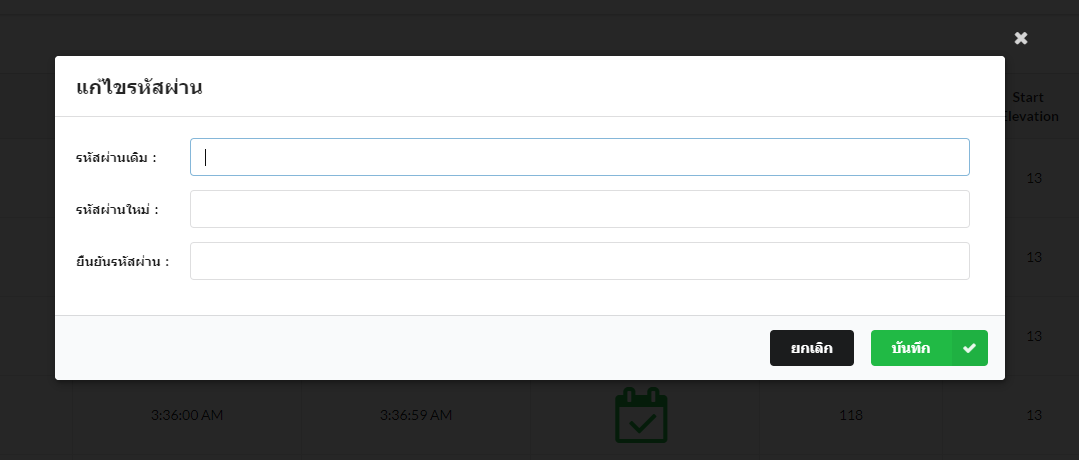 แก้ไขรหัสผ่าน
Start
Elevation
รหัสผ่านเดิม :
13
รหัสผ่านใหม่ :
ยืนยันรหัสผ่าน :
13
13
ยกเลิก
บันทึก
3:36:00 AM
3:36:59 AM
118
13